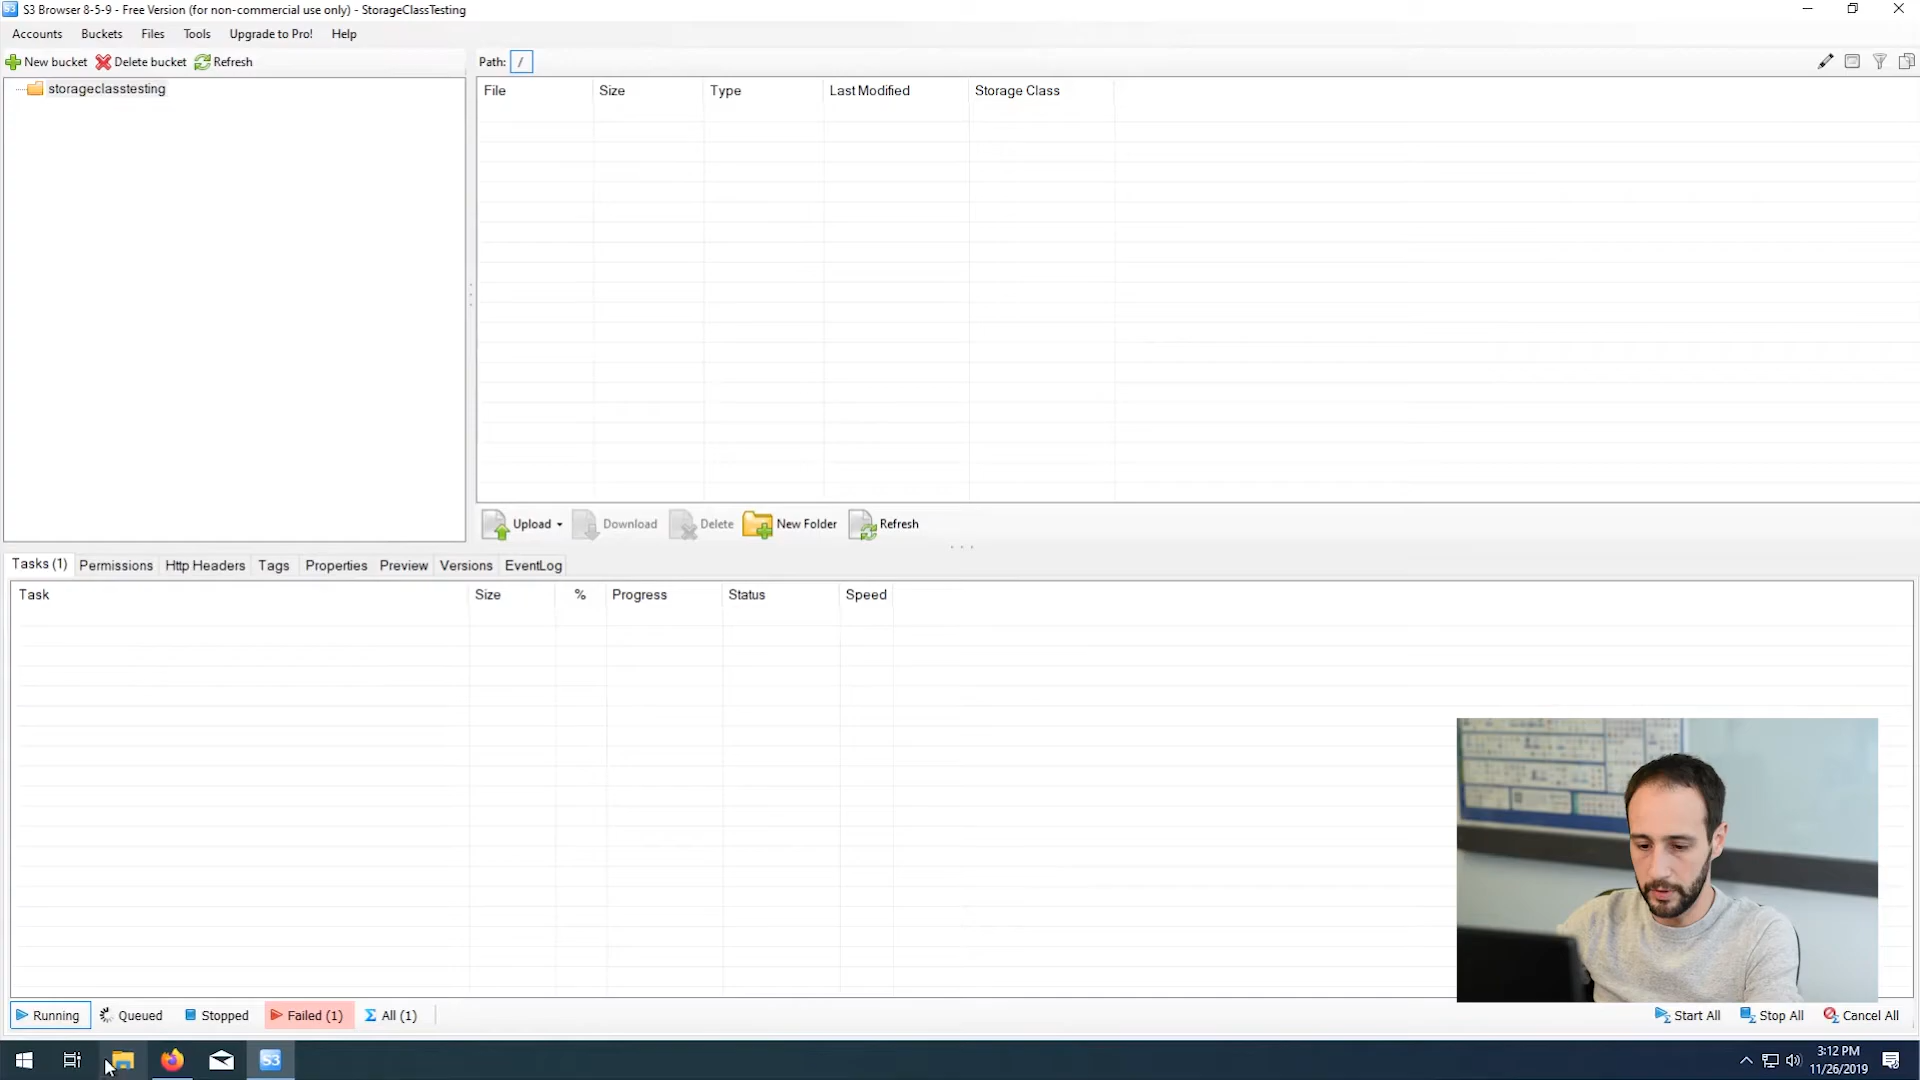 S3 Browser 8-5-9 - Free Version (for non-commercial use only) - StorageClassTesting
Accounts Buckets Files Tools Upgrade to Pro! Help
New bucket Delete bucket Refresh
Path: /
storageclasstesting
File Size Type Last Modified Storage Class
Upload Download Delete New Folder Refresh
Tasks (1) Permissions Http Headers Tags Properties Preview Versions EventLog
Task Size % Progress Status Speed
Running Queued Stopped Failed (1) All (1) Start All Stop All Cancel All
S3
3:12 PM
11/26/2019